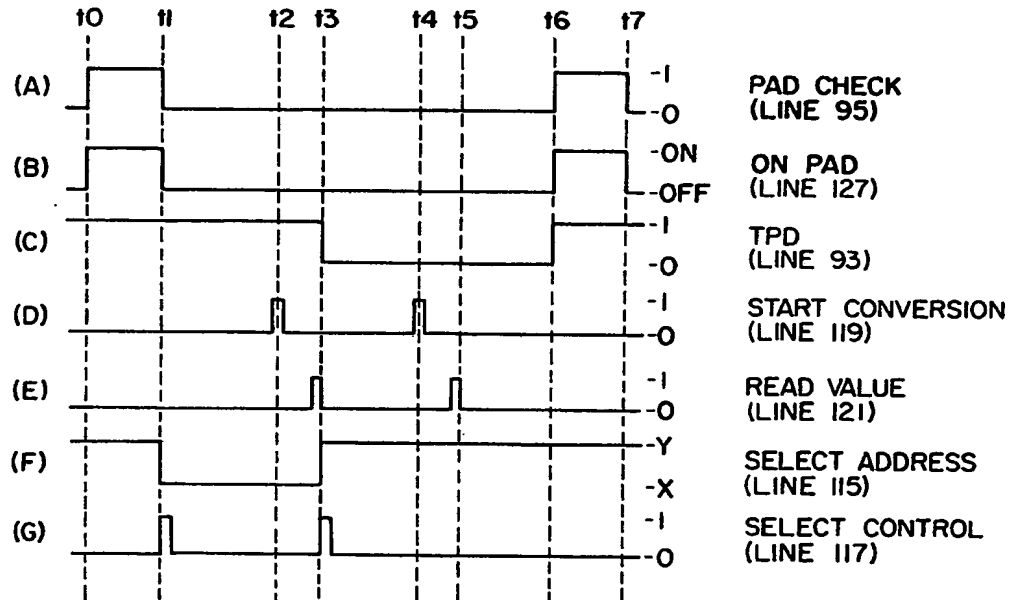 t0 t1 t2 t3 t4 t5 t6 t7
(A) -1 PAD CHECK
-0 (LINE 95)
(B) -ON ON PAD
-OFF (LINE 127)
(C) -1 TPD
-0 (LINE 93)
(D) -1 START CONVERSION
-0 (LINE 119)
(E) -1 READ VALUE
-0 (LINE 121)
(F) -Y SELECT ADDRESS
-X (LINE 115)
(G) -1 SELECT CONTROL
-0 (LINE 117)